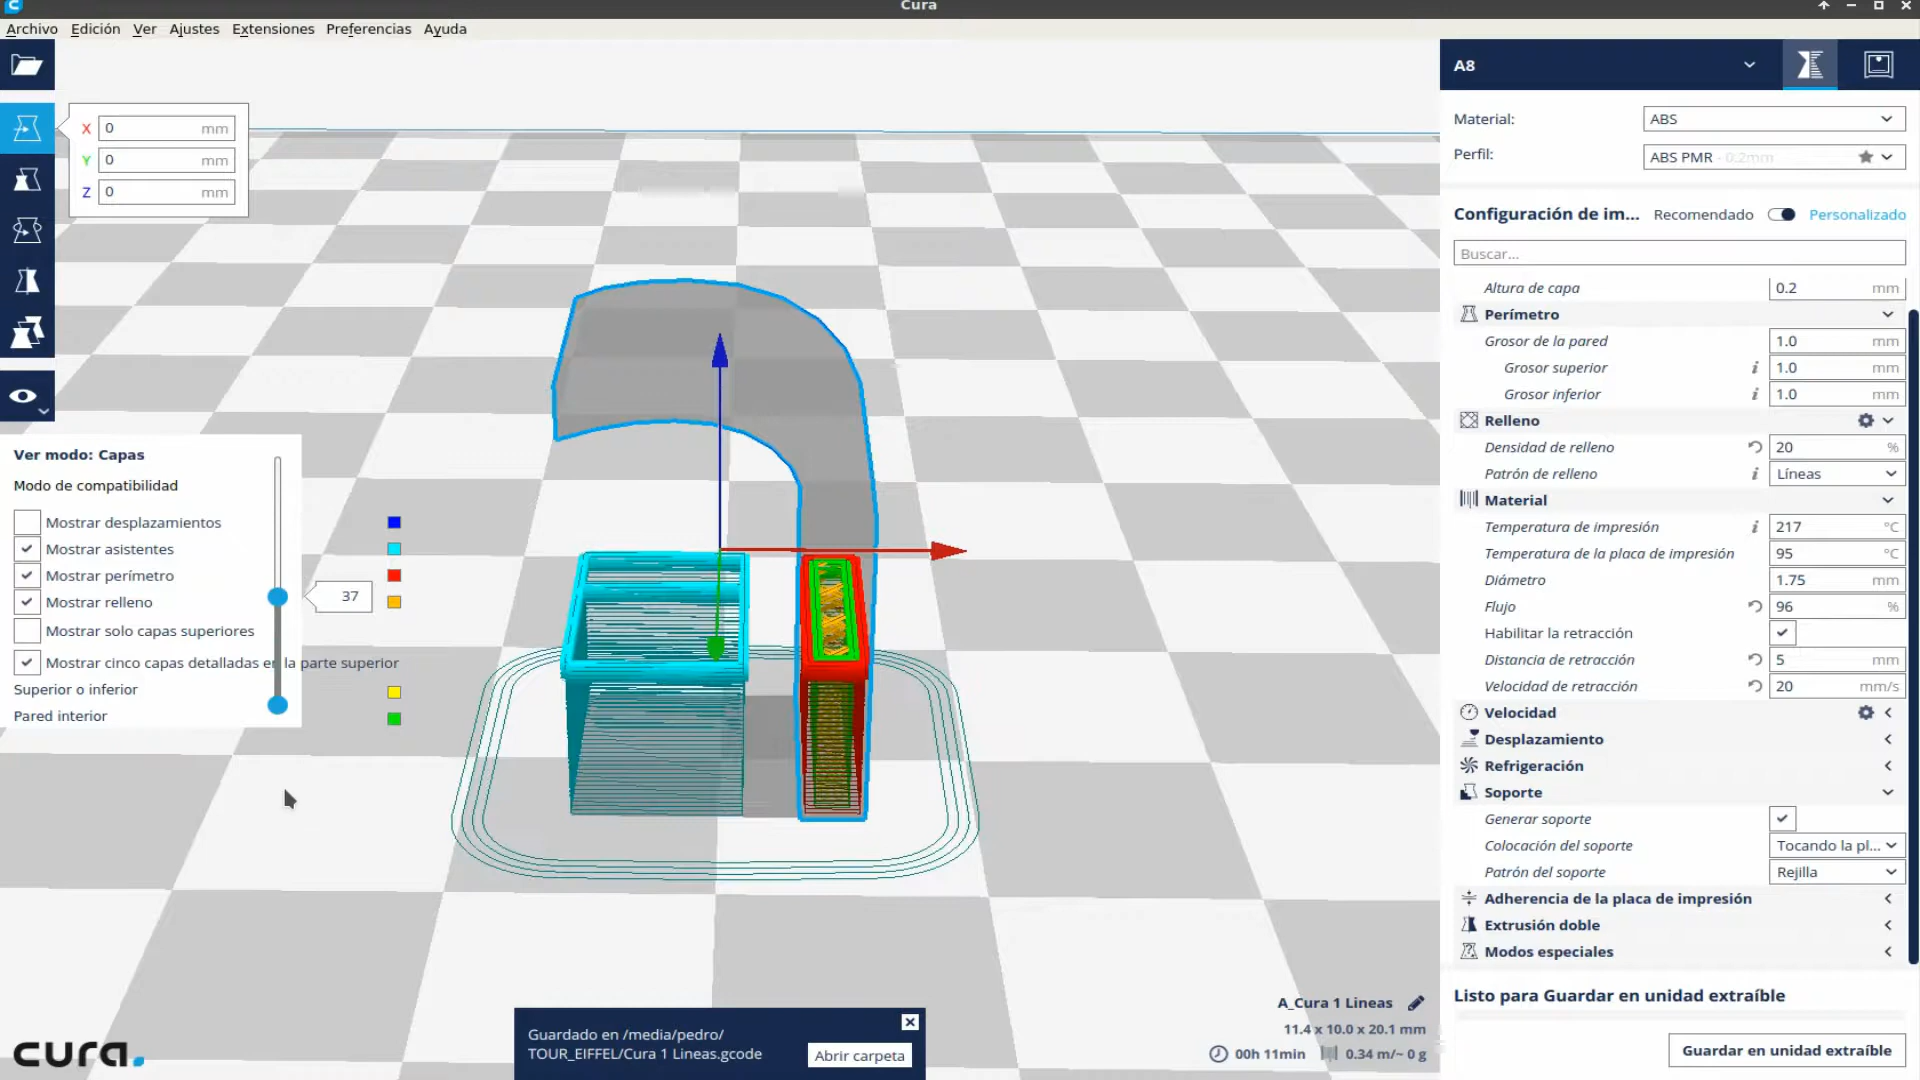 Cura
Archivo Edición Ver Ajustes Extensiones Preferencias Ayuda
X 0 mm
Y 0 mm
Z 0 mm
Ver modo: Capas
Modo de compatibilidad
Mostrar desplazamientos
Mostrar asistentes
Mostrar perímetro
Mostrar relleno
37
Mostrar solo capas superiores
Mostrar cinco capas detalladas en la parte superior
Superior o inferior
Pared interior
cura.
Guardado en /media/pedro/
TOUR_EIFFEL/Cura 1 Lineas.gcode
Abrir carpeta
A_Cura 1 Lineas
11.4 x 10.0 x 20.1 mm
00h 11min 0.34 m/~ 0 g
A8
Material: ABS
Perfil: ABS PMR - 0.2mm
Configuración de im... Recomendado Personalizado
Buscar...
Altura de capa 0.2 mm
Perímetro
Grosor de la pared 1.0 mm
Grosor superior i 1.0 mm
Grosor inferior i 1.0 mm
Relleno
Densidad de relleno 20 %
Patrón de relleno i Líneas
Material
Temperatura de impresión i 217 °C
Temperatura de la placa de impresión 95 °C
Diámetro 1.75 mm
Flujo 96 %
Habilitar la retracción
Distancia de retracción 5 mm
Velocidad de retracción 20 mm/s
Velocidad
Desplazamiento
Refrigeración
Soporte
Generar soporte
Colocación del soporte Tocando la pl...
Patrón del soporte Rejilla
Adherencia de la placa de impresión
Extrusión doble
Modos especiales
Listo para Guardar en unidad extraíble
Guardar en unidad extraíble